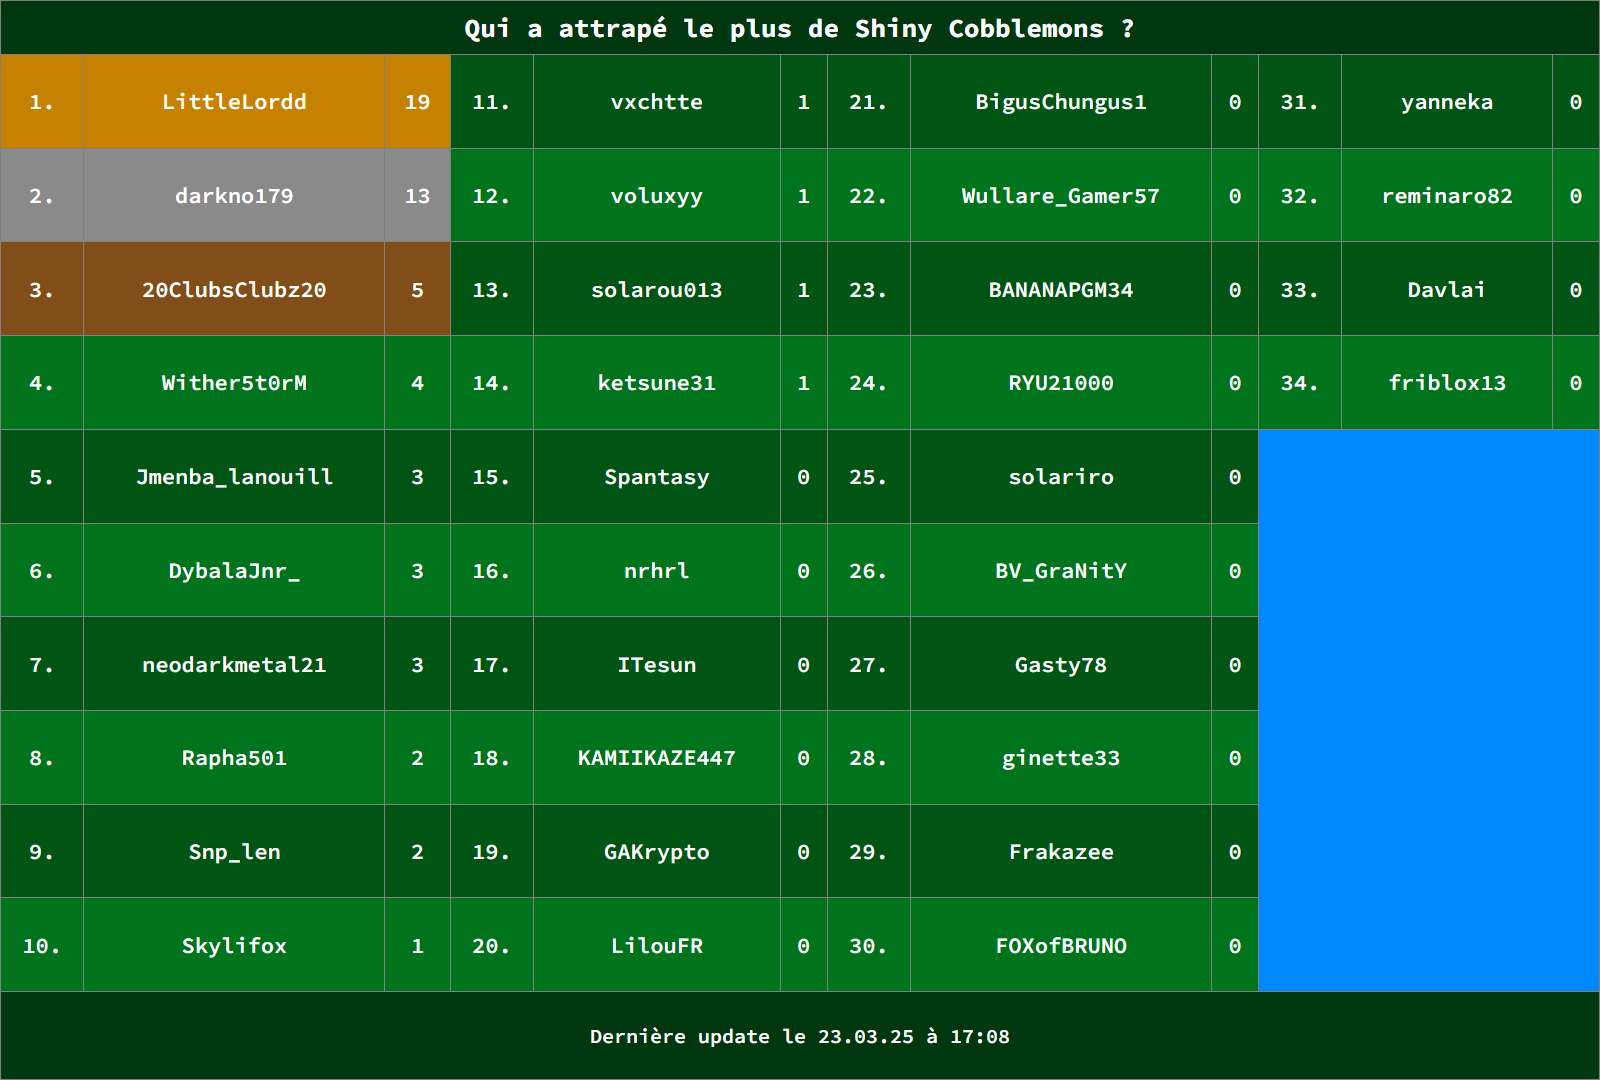 Qui a attrapé le plus de Shiny Cobblemons ?
1. LittleLordd 19 11. vxchtte 1 21. BigusChungus1 0 31. yanneka 0
2. darkno179 13 12. voluxyy 1 22. Wullare_Gamer57 0 32. reminaro82 0
3. 20ClubsClubz20 5 13. solarou013 1 23. BANANAPGM34 0 33. Davlai 0
4. Wither5t0rM 4 14. ketsune31 1 24. RYU21000 0 34. friblox13 0
5. Jmenba_lanouill 3 15. Spantasy 0 25. solariro 0
6. DybalaJnr_ 3 16. nrhrl 0 26. BV_GraNitY 0
7. neodarkmetal21 3 17. ITesun 0 27. Gasty78 0
8. Rapha501 2 18. KAMIIKAZE447 0 28. ginette33 0
9. Snp_len 2 19. GAKrypto 0 29. Frakazee 0
10. Skylifox 1 20. LilouFR 0 30. FOXofBRUNO 0
Dernière update le 23.03.25 à 17:08